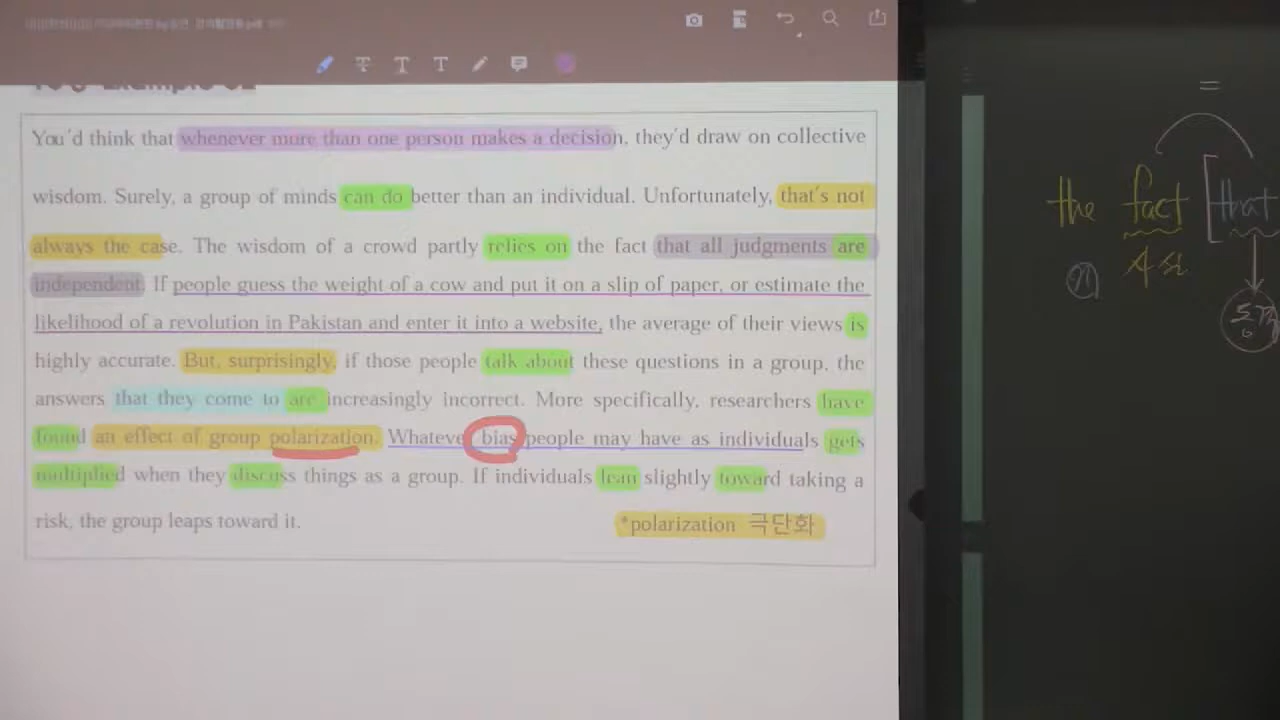 You'd think that whenever more than one person makes a decision, they'd draw on collective
wisdom. Surely, a group of minds can do better than an individual. Unfortunately, that's not
always the case. The wisdom of a crowd partly relies on the fact that all judgments are
independent. If people guess the weight of a cow and put it on a slip of paper, or estimate the
likelihood of a revolution in Pakistan and enter it into a website, the average of their views is
highly accurate. But, surprisingly, if those people talk about these questions in a group, the
answers that they come to are increasingly incorrect. More specifically, researchers have
found an effect of group polarization. Whatever bias people may have as individuals gets
multiplied when they discuss things as a group. If individuals lean slightly toward taking a
risk, the group leaps toward it.
*polarization 극단화
=
the fact [that
사실
동격